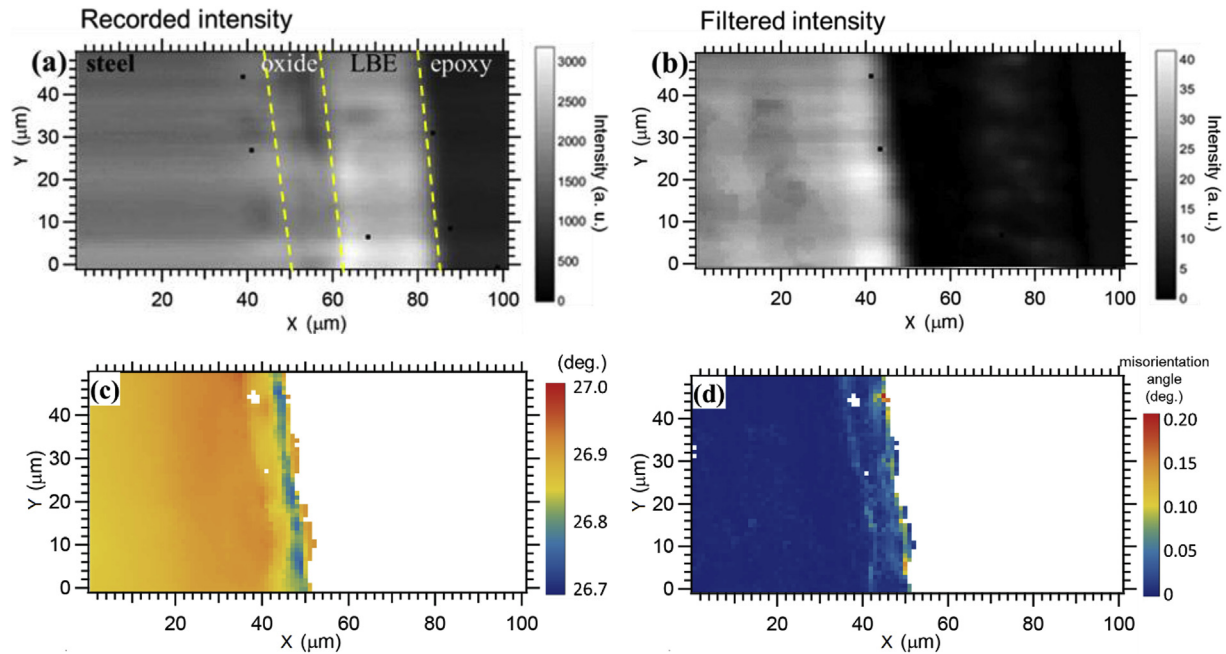 Recorded intensity
(a) steel oxide LBE epoxy
Y (μm)
40
30
20
10
0
20 40 60 80 100
X (μm)
3000
2500
2000
1500
1000
500
0
Intensity (a. u.)
Filtered intensity
(b)
Y (μm)
40
30
20
10
0
20 40 60 80 100
X (μm)
40
35
30
25
20
15
10
5
0
Intensity (a. u.)
(c)
Y (μm)
40
30
20
10
0
20 40 60 80 100
X (μm)
(deg.)
27.0
26.9
26.8
26.7
(d)
Y (μm)
40
30
20
10
0
20 40 60 80 100
X (μm)
misorientation
angle
(deg.)
0.20
0.15
0.10
0.05
0